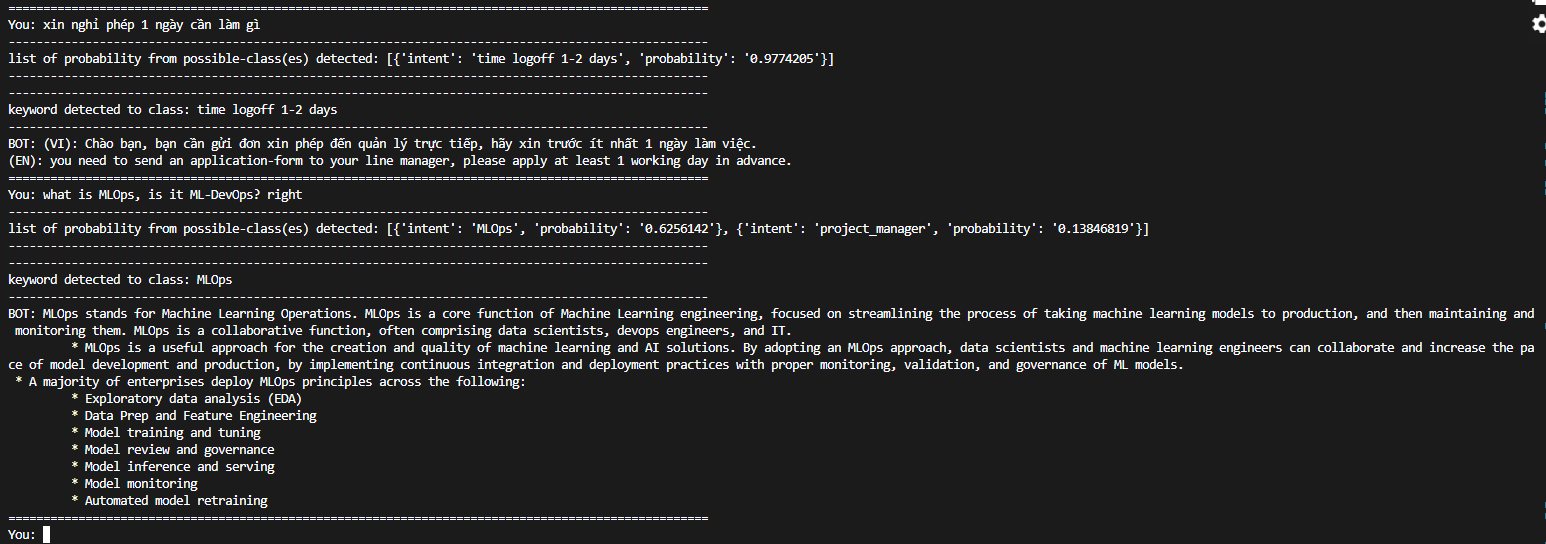 ====================================================================================================
You: xin nghỉ phép 1 ngày cần làm gì
----------------------------------------------------------------------------------------------------
list of probability from possible-class(es) detected: [{'intent': 'time logoff 1-2 days', 'probability': '0.9774205'}]
----------------------------------------------------------------------------------------------------
----------------------------------------------------------------------------------------------------
keyword detected to class: time logoff 1-2 days
----------------------------------------------------------------------------------------------------
BOT: (VI): Chào bạn, bạn cần gửi đơn xin phép đến quản lý trực tiếp, hãy xin trước ít nhất 1 ngày làm việc.
(EN): you need to send an application-form to your line manager, please apply at least 1 working day in advance.
====================================================================================================
You: what is MLOps, is it ML-DevOps? right
----------------------------------------------------------------------------------------------------
list of probability from possible-class(es) detected: [{'intent': 'MLOps', 'probability': '0.6256142'}, {'intent': 'project_manager', 'probability': '0.13846819'}]
----------------------------------------------------------------------------------------------------
----------------------------------------------------------------------------------------------------
keyword detected to class: MLOps
----------------------------------------------------------------------------------------------------
BOT: MLOps stands for Machine Learning Operations. MLOps is a core function of Machine Learning engineering, focused on streamlining the process of taking machine learning models to production, and then maintaining and
 monitoring them. MLOps is a collaborative function, often comprising data scientists, devops engineers, and IT.
        * MLOps is a useful approach for the creation and quality of machine learning and AI solutions. By adopting an MLOps approach, data scientists and machine learning engineers can collaborate and increase the pa
ce of model development and production, by implementing continuous integration and deployment practices with proper monitoring, validation, and governance of ML models.
 * A majority of enterprises deploy MLOps principles across the following:
        * Exploratory data analysis (EDA)
        * Data Prep and Feature Engineering
        * Model training and tuning
        * Model review and governance
        * Model inference and serving
        * Model monitoring
        * Automated model retraining
====================================================================================================
You: